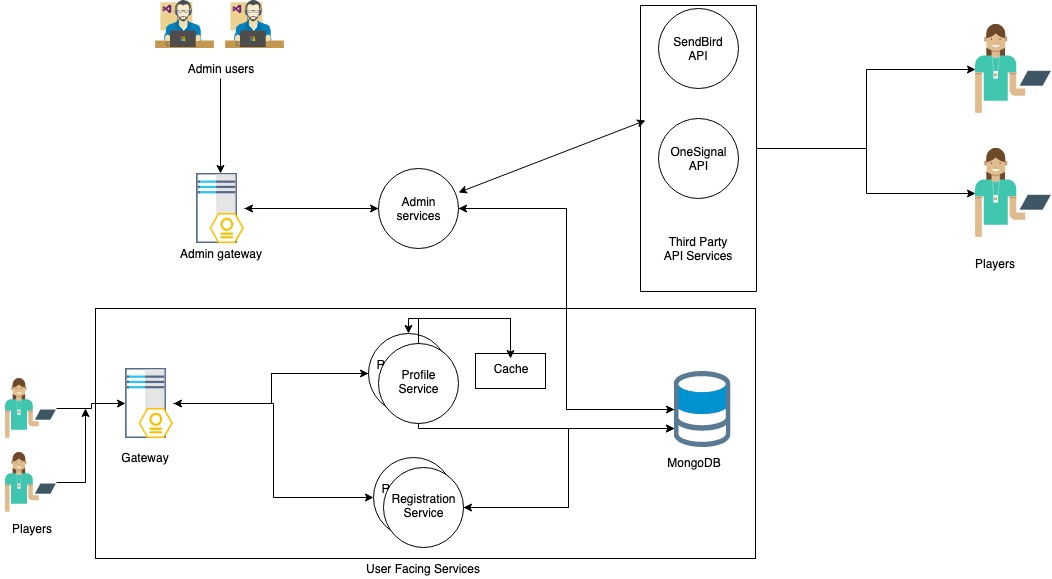 SendBird
API
Admin users
OneSignal
API
Admin
services
Admin gateway
Third Party
API Services
Players
Profile
Service
Cache
Gateway
MongoDB
Registration
Service
Players
User Facing Services